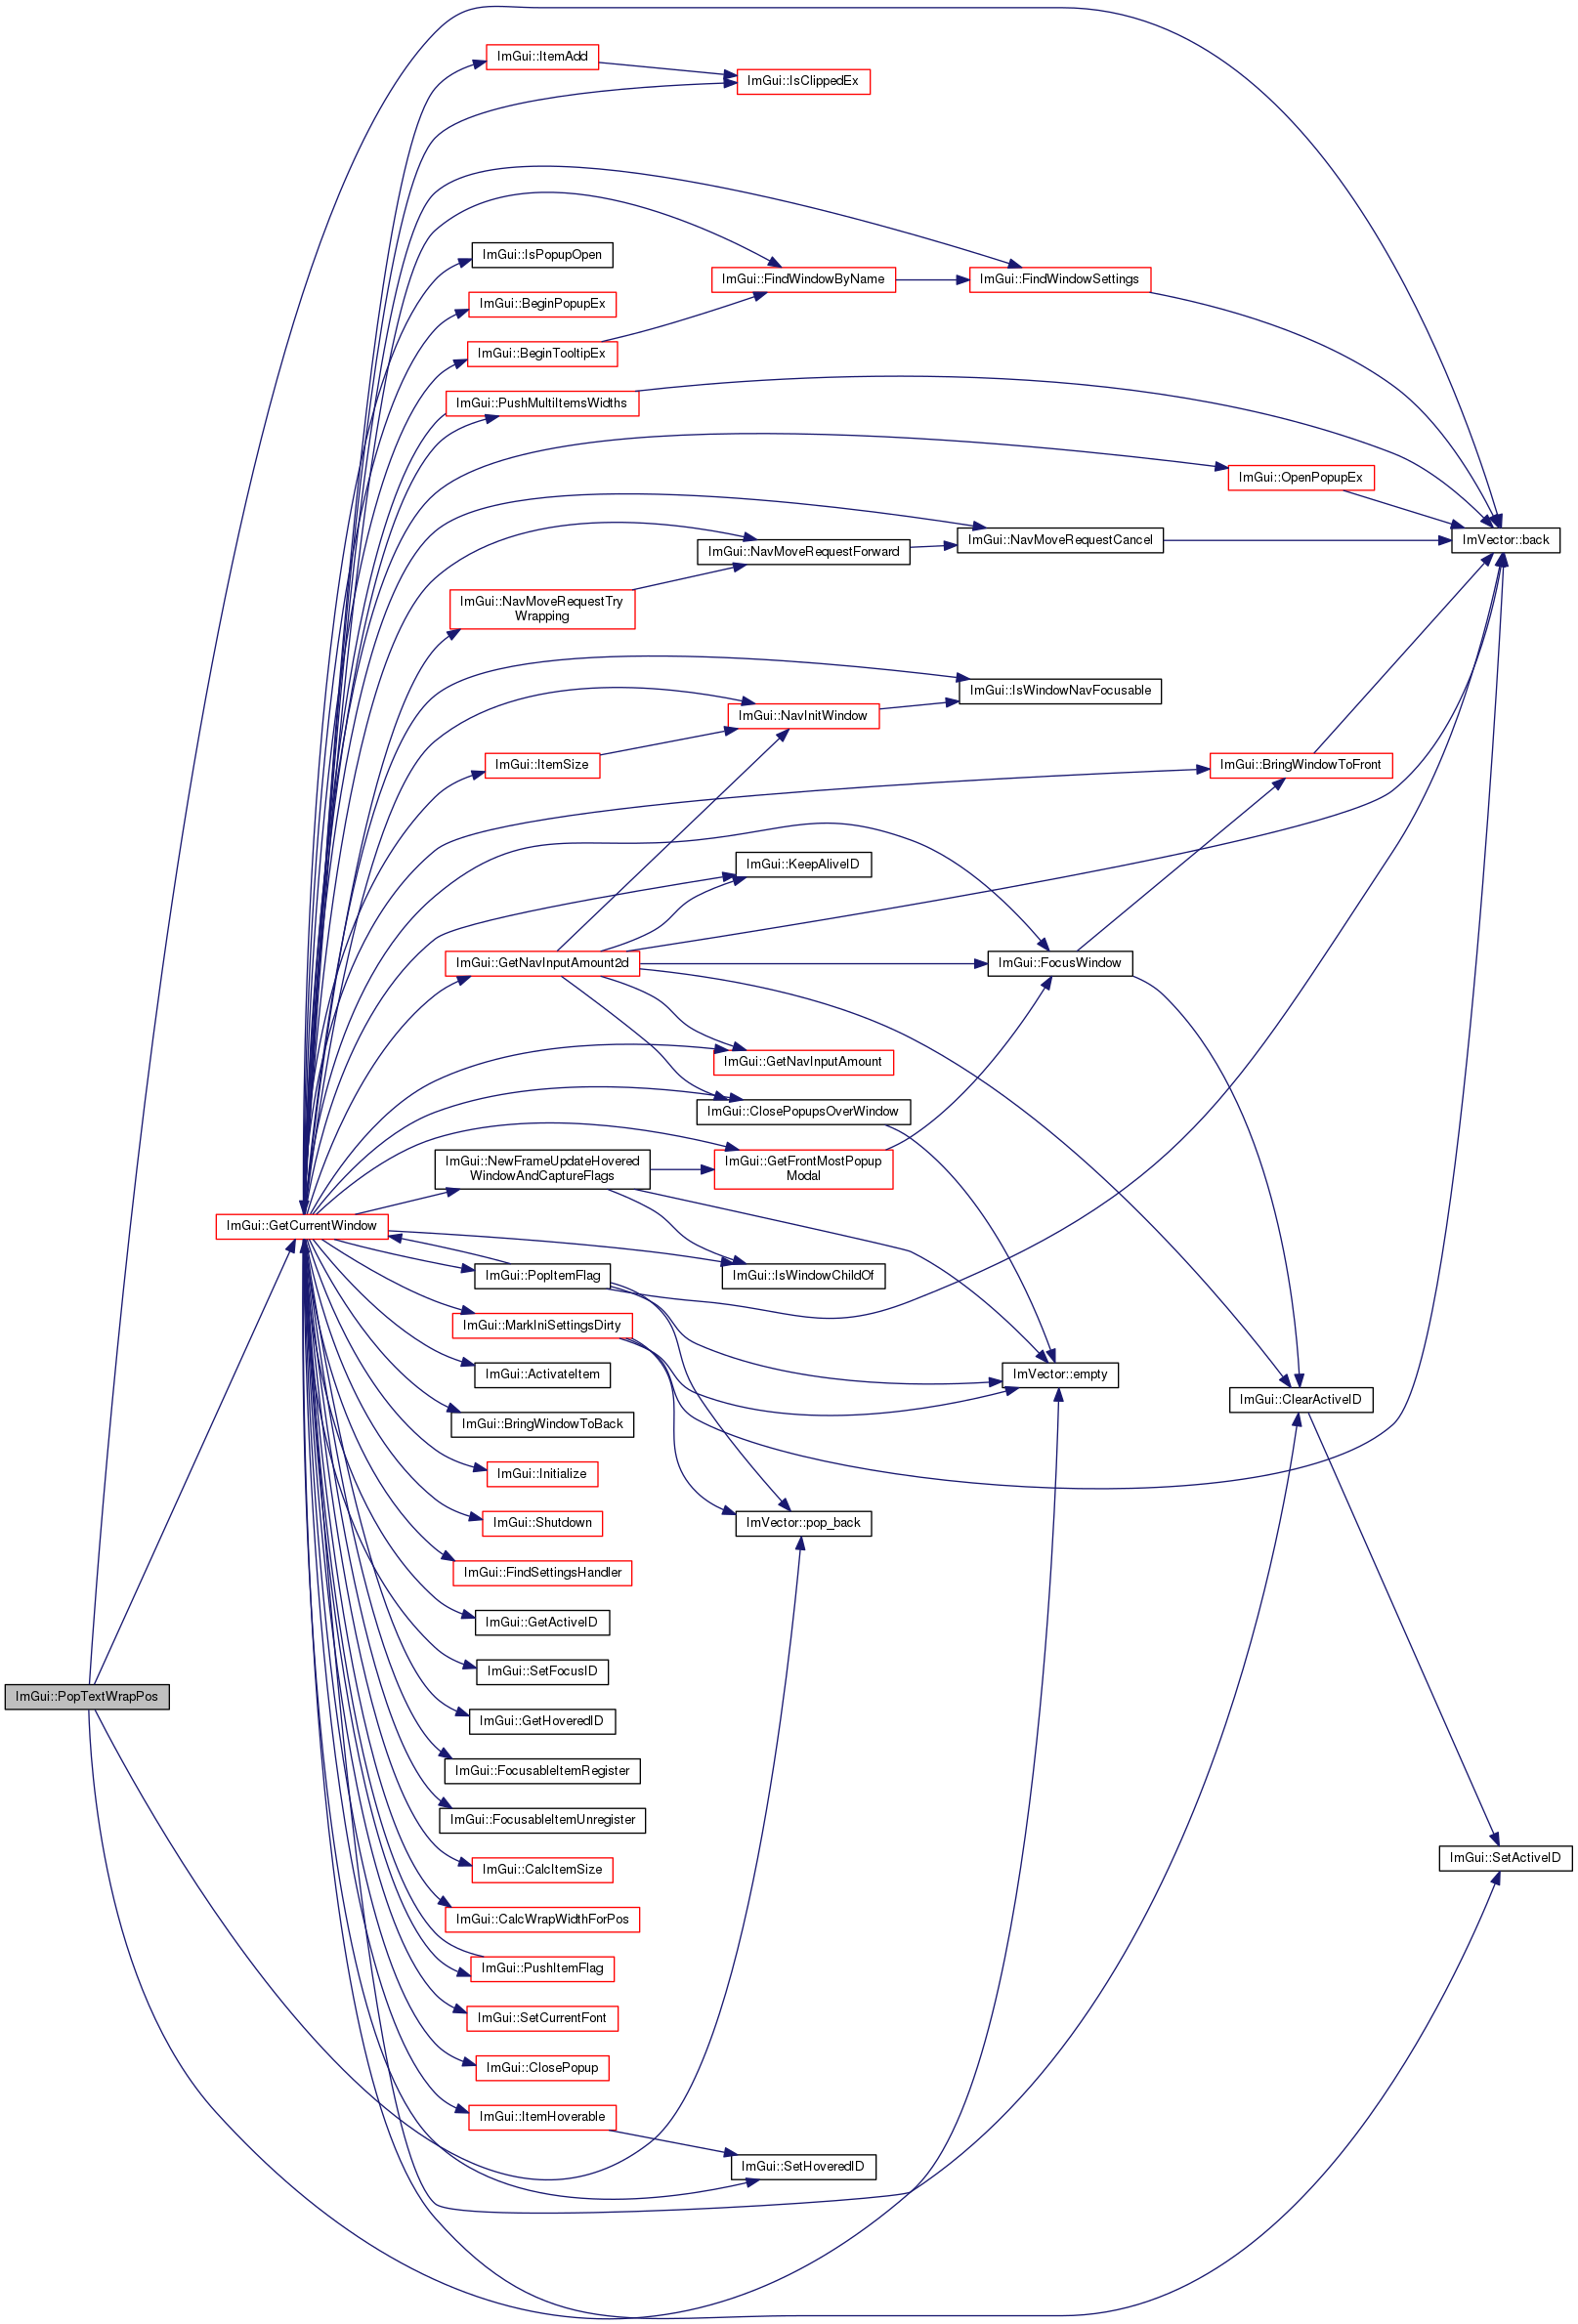 ImGui::ItemAdd
ImGui::IsClippedEx
ImGui::IsPopupOpen
ImGui::FindWindowByName
ImGui::FindWindowSettings
ImGui::BeginPopupEx
ImGui::BeginTooltipEx
ImGui::PushMultiItemsWidths
ImGui::OpenPopupEx
ImGui::NavMoveRequestCancel
ImVector::back
ImGui::NavMoveRequestForward
ImGui::NavMoveRequestTry
Wrapping
ImGui::IsWindowNavFocusable
ImGui::NavInitWindow
ImGui::ItemSize
ImGui::BringWindowToFront
ImGui::KeepAliveID
ImGui::GetNavInputAmount2d
ImGui::FocusWindow
ImGui::GetNavInputAmount
ImGui::ClosePopupsOverWindow
ImGui::NewFrameUpdateHovered
WindowAndCaptureFlags
ImGui::GetFrontMostPopup
Modal
ImGui::GetCurrentWindow
ImGui::PopItemFlag
ImGui::IsWindowChildOf
ImGui::MarkIniSettingsDirty
ImGui::ActivateItem
ImVector::empty
ImGui::ClearActiveID
ImGui::BringWindowToBack
ImGui::Initialize
ImGui::Shutdown
ImVector::pop_back
ImGui::FindSettingsHandler
ImGui::GetActiveID
ImGui::SetFocusID
ImGui::PopTextWrapPos
ImGui::GetHoveredID
ImGui::FocusableItemRegister
ImGui::FocusableItemUnregister
ImGui::SetActiveID
ImGui::CalcItemSize
ImGui::CalcWrapWidthForPos
ImGui::PushItemFlag
ImGui::SetCurrentFont
ImGui::ClosePopup
ImGui::ItemHoverable
ImGui::SetHoveredID